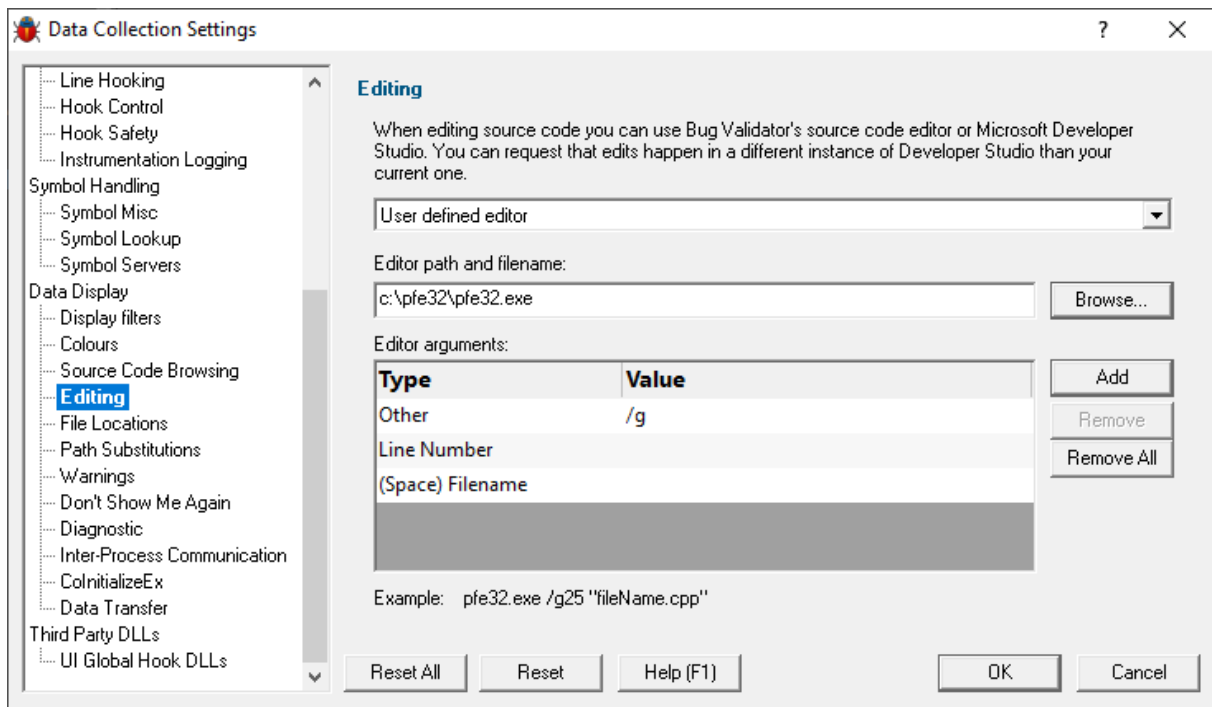 Data Collection Settings
?
Line Hooking
Hook Control
Hook Safety
Instrumentation Logging
Symbol Handling
Symbol Misc
Symbol Lookup
Symbol Servers
Data Display
Display filters
Colours
Source Code Browsing
Editing
File Locations
Path Substitutions
Warnings
Don't Show Me Again
Diagnostic
Inter-Process Communication
CoInitializeEx
Data Transfer
Third Party DLLs
UI Global Hook DLLs
Editing
When editing source code you can use Bug Validator's source code editor or Microsoft Developer
Studio. You can request that edits happen in a different instance of Developer Studio than your
current one.
User defined editor
Editor path and filename:
c:\pfe32\pfe32.exe
Browse...
Editor arguments:
Type Value
Other /g
Line Number
(Space) Filename
Add
Remove
Remove All
Example: pfe32.exe /g25 "fileName.cpp"
Reset All Reset Help (F1) OK Cancel